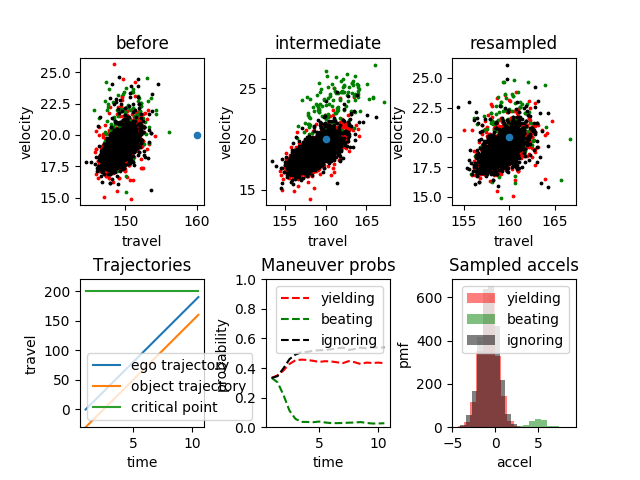 before
intermediate
resampled
25.0
22.5
20.0
17.5
15.0
velocity
150
160
travel
25
20
15
velocity
155
160
165
travel
25.0
22.5
20.0
17.5
15.0
velocity
155
160
165
travel
Trajectories
Maneuver probs
Sampled accels
200
150
100
50
0
travel
ego trajectory
object trajectory
critical point
5
10
time
1.0
0.8
0.6
0.4
0.2
0.0
probability
yielding
beating
ignoring
5
10
time
600
400
200
0
pmf
yielding
beating
ignoring
−5
0
5
accel